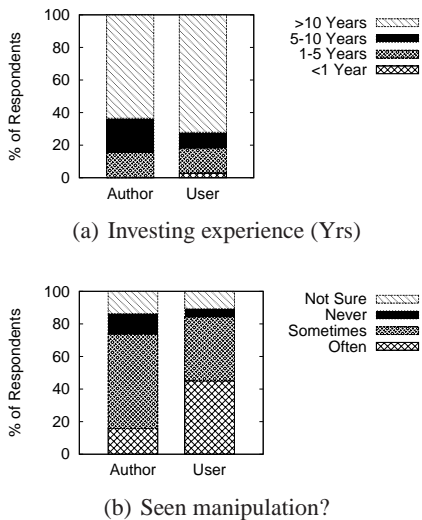 100
80
60
40
20
0
% of Respondents
Author User
>10 Years
5-10 Years
1-5 Years
<1 Year
(a) Investing experience (Yrs)
100
80
60
40
20
0
% of Respondents
Author User
Not Sure
Never
Sometimes
Often
(b) Seen manipulation?